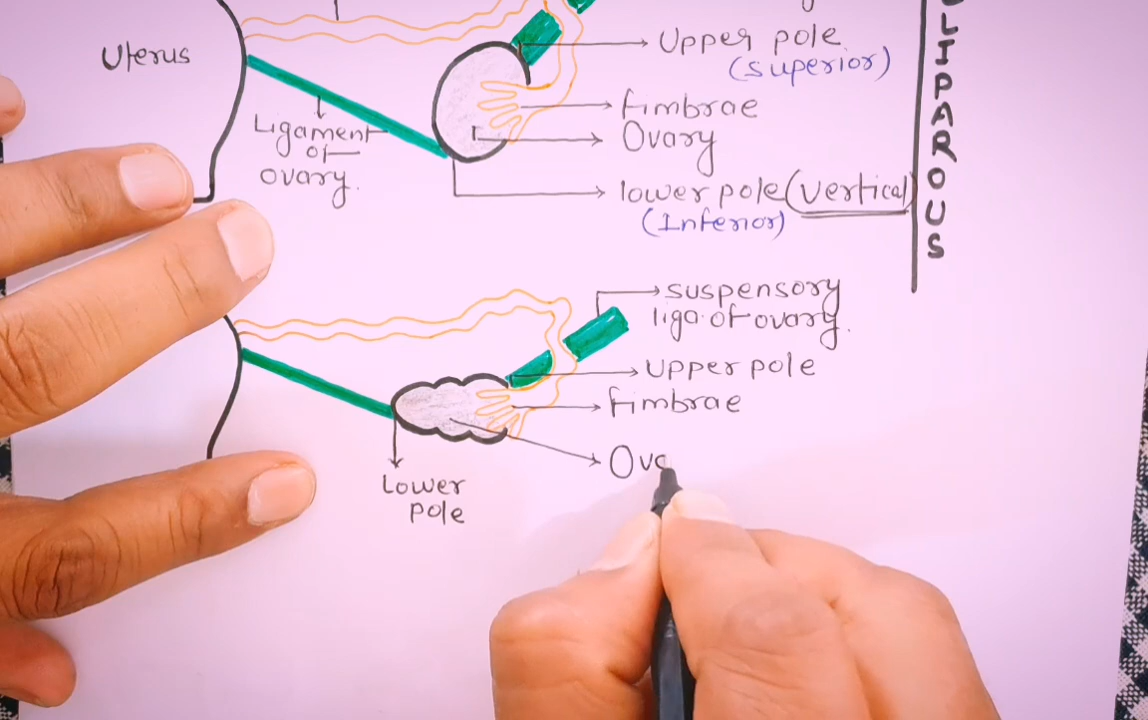 Uterus
Upper pole
(Superior)
fimbrae
Ovary
Ligament
of
ovary.
lower pole (vertical)
(Inferior)
LIPAROUS
suspensory
liga. of ovary.
Upper pole
fimbrae
Ova
Lower
pole